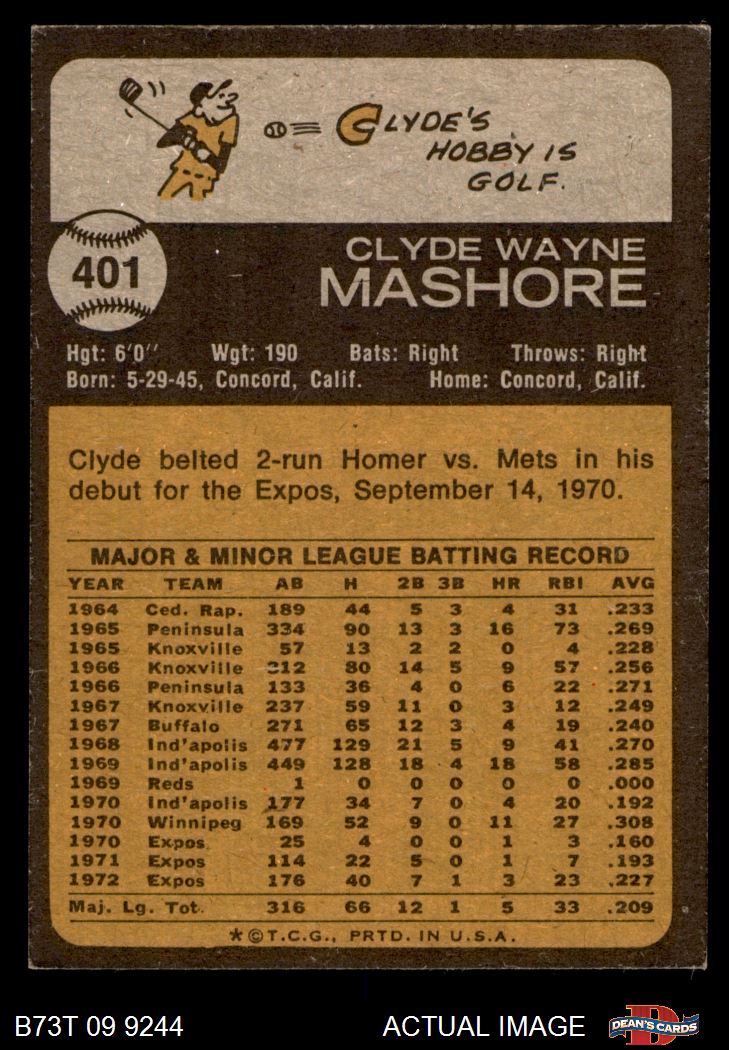 CLYDE'S
HOBBY IS
GOLF.
401
CLYDE WAYNE
MASHORE
Hgt: 6'0" Wgt: 190 Bats: Right Throws: Right
Born: 5-29-45, Concord, Calif. Home: Concord, Calif.
Clyde belted 2-run Homer vs. Mets in his
debut for the Expos, September 14, 1970.
MAJOR & MINOR LEAGUE BATTING RECORD
YEAR TEAM AB H 2B 3B HR RBI AVG
1964 Ced. Rap. 189 44 5 3 4 31 .233
1965 Peninsula 334 90 13 3 16 73 .269
1965 Knoxville 57 13 2 2 0 4 .228
1966 Knoxville 312 80 14 5 9 57 .256
1966 Peninsula 133 36 4 0 6 22 .271
1967 Knoxville 237 59 11 0 3 12 .249
1967 Buffalo 271 65 12 3 4 19 .240
1968 Ind'apolis 477 129 21 5 9 41 .270
1969 Ind'apolis 449 128 18 4 18 58 .285
1969 Reds 1 0 0 0 0 0 .000
1970 Ind'apolis 177 34 7 0 4 20 .192
1970 Winnipeg 169 52 9 0 11 27 .308
1970 Expos 25 4 0 0 1 3 .160
1971 Expos 114 22 5 0 1 7 .193
1972 Expos 176 40 7 1 3 23 .227
Maj. Lg. Tot. 316 66 12 1 5 33 .209
*©T.C.G., PRTD. IN U.S.A.
B73T 09 9244 ACTUAL IMAGE DEAN'S CARDS